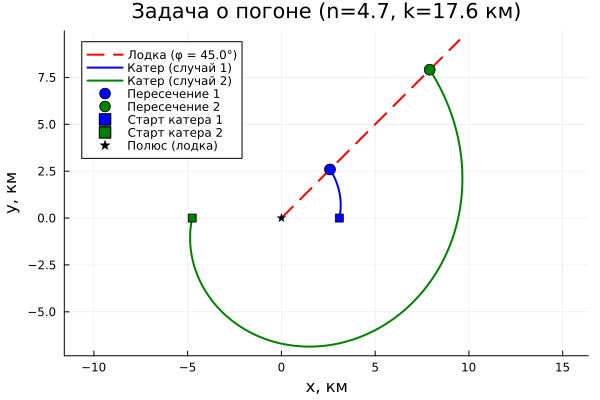 Задача о погоне (n=4.7, k=17.6 км)
Лодка (φ = 45.0°)
Катер (случай 1)
Катер (случай 2)
Пересечение 1
Пересечение 2
Старт катера 1
Старт катера 2
Полюс (лодка)
7.5
5.0
2.5
0.0
−2.5
−5.0
y, км
−10
−5
0
5
10
15
x, км